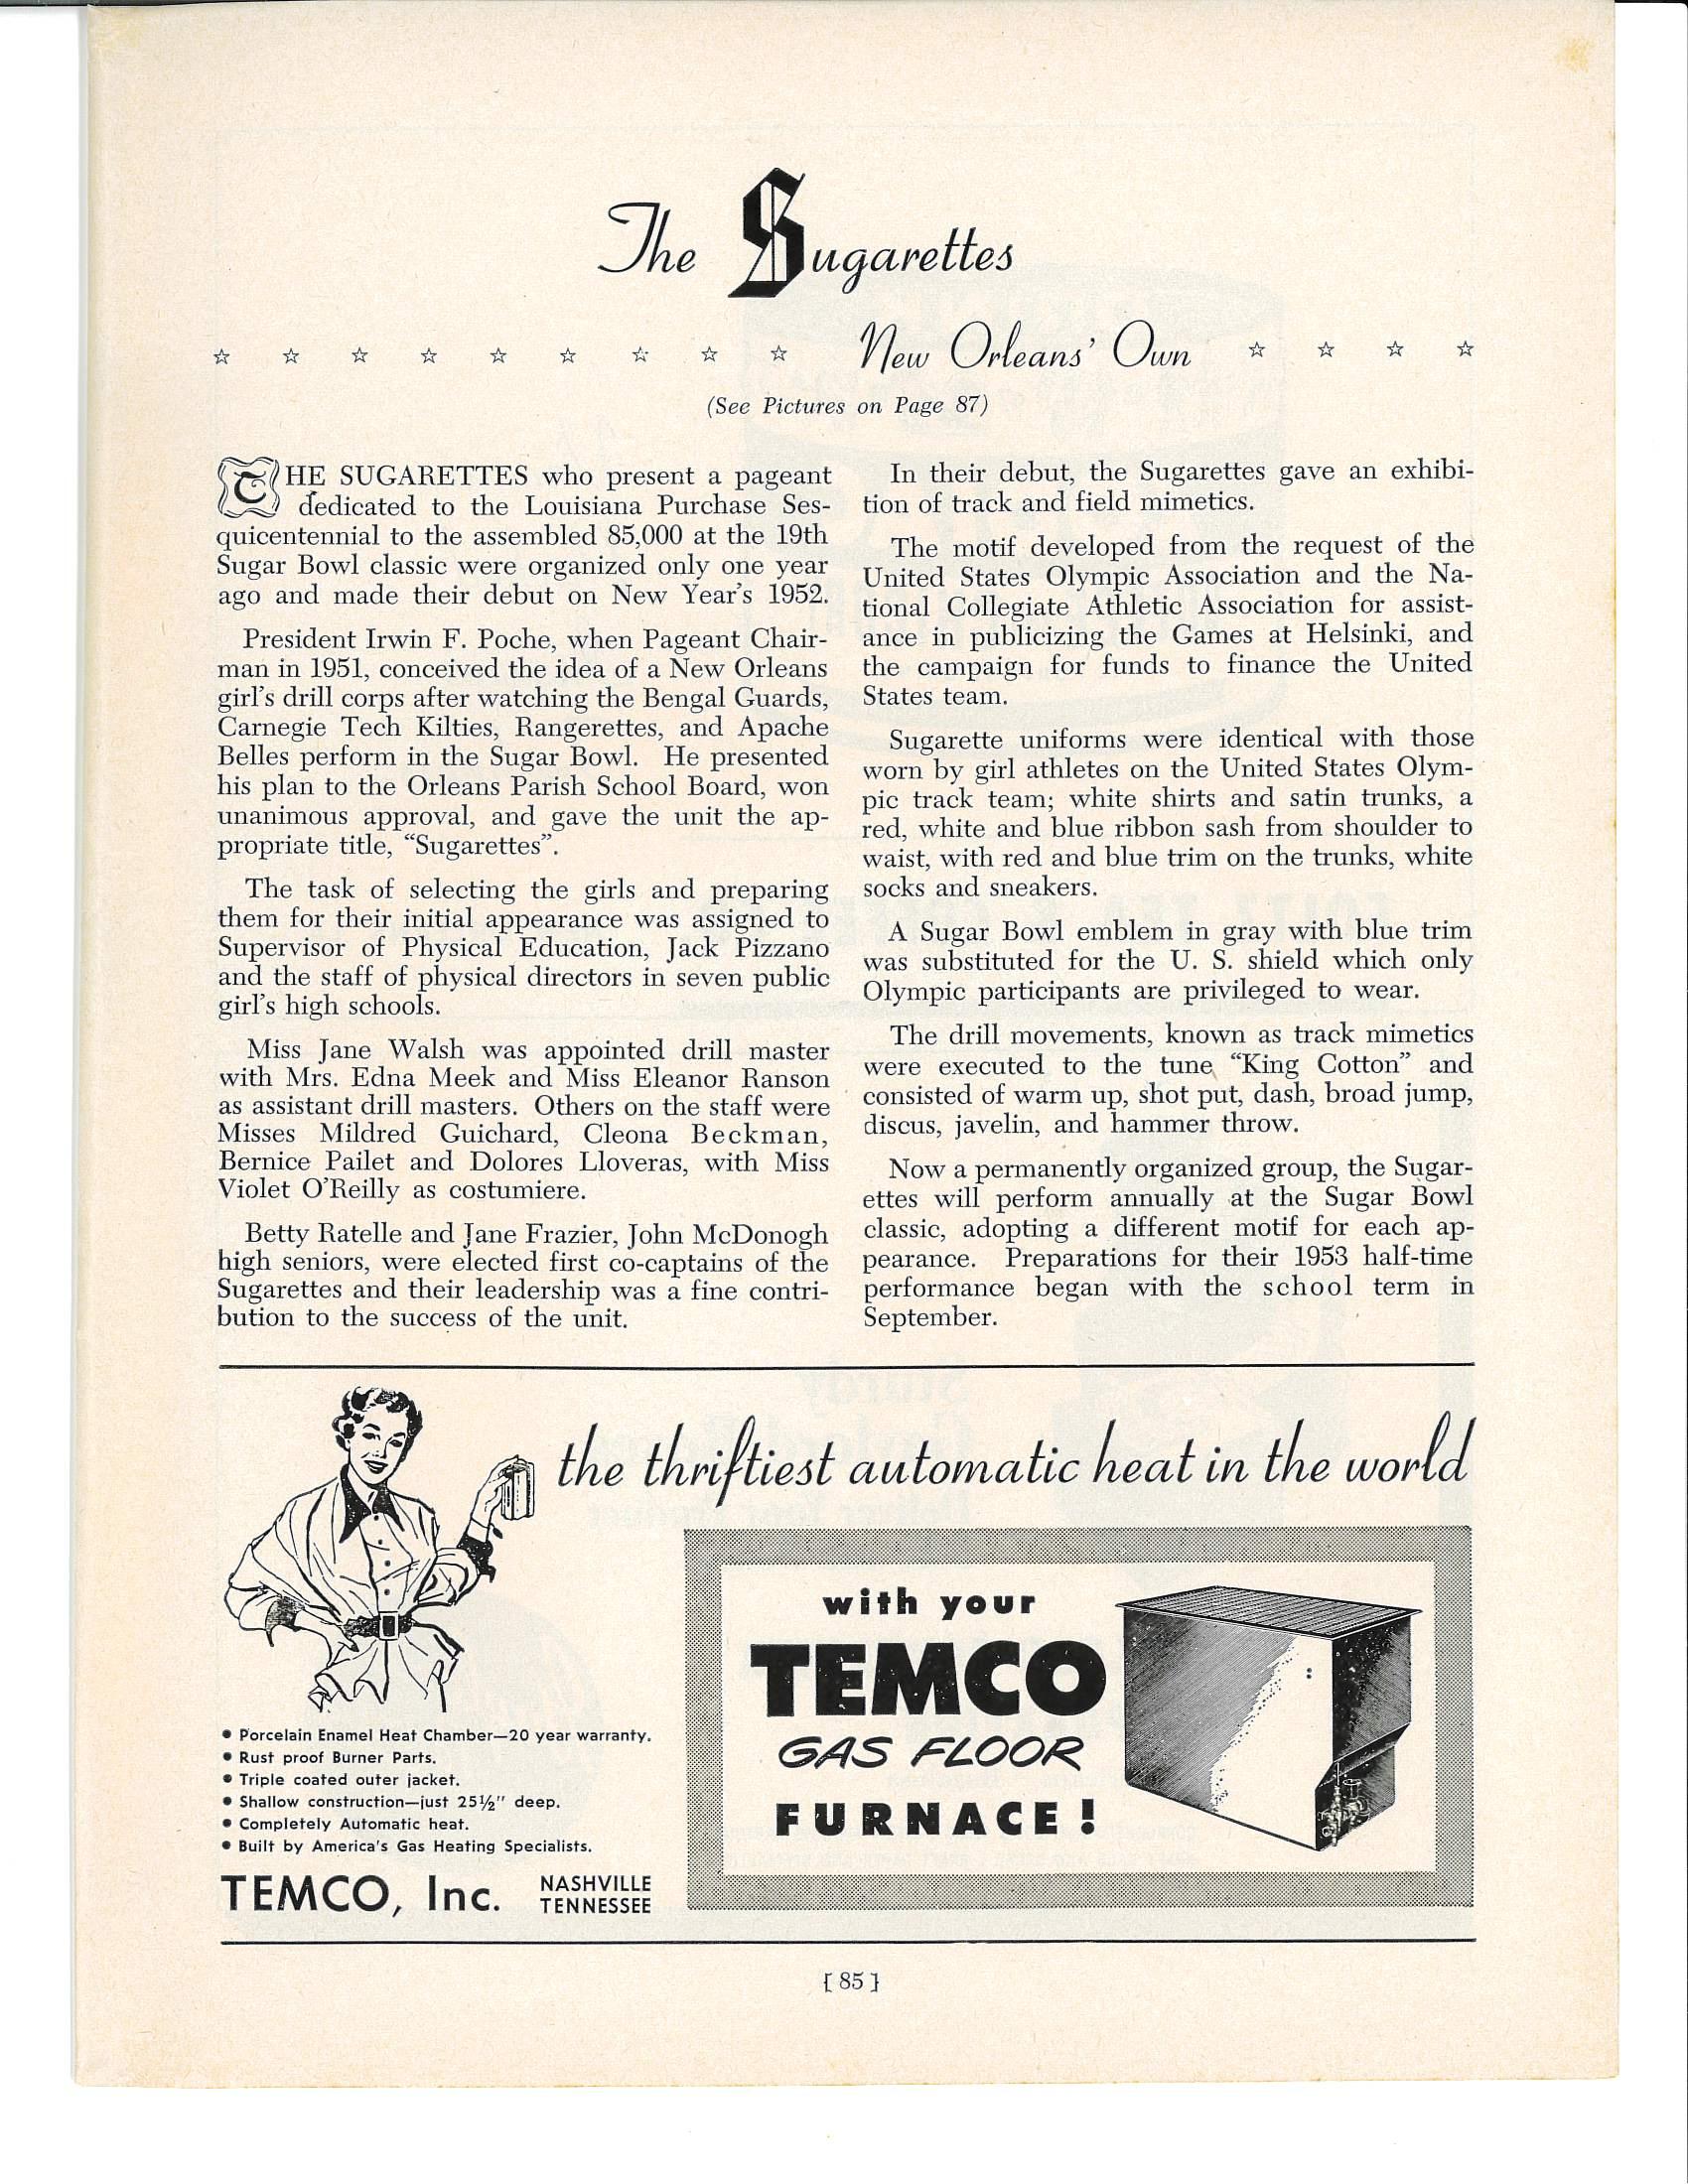 The Sugarettes
☆ ☆ ☆ ☆ ☆ ☆ ☆ ☆ ☆ New Orleans' Own ☆ ☆ ☆ ☆
(See Pictures on Page 87)
THE SUGARETTES who present a pageant
dedicated to the Louisiana Purchase Ses-
quicentennial to the assembled 85,000 at the 19th
Sugar Bowl classic were organized only one year
ago and made their debut on New Year's 1952.
President Irwin F. Poche, when Pageant Chair-
man in 1951, conceived the idea of a New Orleans
girl's drill corps after watching the Bengal Guards,
Carnegie Tech Kilties, Rangerettes, and Apache
Belles perform in the Sugar Bowl. He presented
his plan to the Orleans Parish School Board, won
unanimous approval, and gave the unit the ap-
propriate title, "Sugarettes".
The task of selecting the girls and preparing
them for their initial appearance was assigned to
Supervisor of Physical Education, Jack Pizzano
and the staff of physical directors in seven public
girl's high schools.
Miss Jane Walsh was appointed drill master
with Mrs. Edna Meek and Miss Eleanor Ranson
as assistant drill masters. Others on the staff were
Misses Mildred Guichard, Cleona Beckman,
Bernice Pailet and Dolores Lloveras, with Miss
Violet O'Reilly as costumiere.
Betty Ratelle and Jane Frazier, John McDonogh
high seniors, were elected first co-captains of the
Sugarettes and their leadership was a fine contri-
bution to the success of the unit.
In their debut, the Sugarettes gave an exhibi-
tion of track and field mimetics.
The motif developed from the request of the
United States Olympic Association and the Na-
tional Collegiate Athletic Association for assist-
ance in publicizing the Games at Helsinki, and
the campaign for funds to finance the United
States team.
Sugarette uniforms were identical with those
worn by girl athletes on the United States Olym-
pic track team; white shirts and satin trunks, a
red, white and blue ribbon sash from shoulder to
waist, with red and blue trim on the trunks, white
socks and sneakers.
A Sugar Bowl emblem in gray with blue trim
was substituted for the U. S. shield which only
Olympic participants are privileged to wear.
The drill movements, known as track mimetics
were executed to the tune "King Cotton" and
consisted of warm up, shot put, dash, broad jump,
discus, javelin, and hammer throw.
Now a permanently organized group, the Sugar-
ettes will perform annually at the Sugar Bowl
classic, adopting a different motif for each ap-
pearance. Preparations for their 1953 half-time
performance began with the school term in
September.
the thriftiest automatic heat in the world
with your
TEMCO
GAS FLOOR
FURNACE!
• Porcelain Enamel Heat Chamber—20 year warranty.
• Rust proof Burner Parts.
• Triple coated outer jacket.
• Shallow construction—just 25½" deep.
• Completely Automatic heat.
• Built by America's Gas Heating Specialists.
TEMCO, Inc. NASHVILLE
TENNESSEE
[ 85 ]